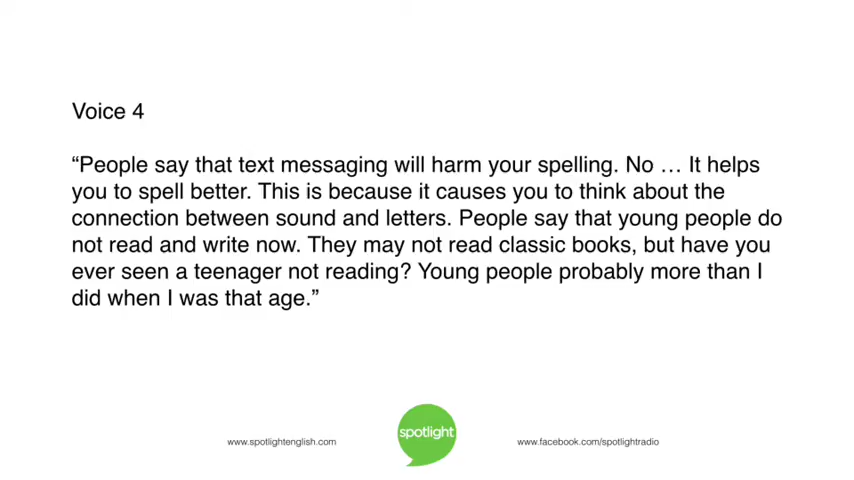 Voice 4
“People say that text messaging will harm your spelling. No … It helps
you to spell better. This is because it causes you to think about the
connection between sound and letters. People say that young people do
not read and write now. They may not read classic books, but have you
ever seen a teenager not reading? Young people probably more than I
did when I was that age.”
www.spotlightenglish.com
spotlight
www.facebook.com/spotlightradio